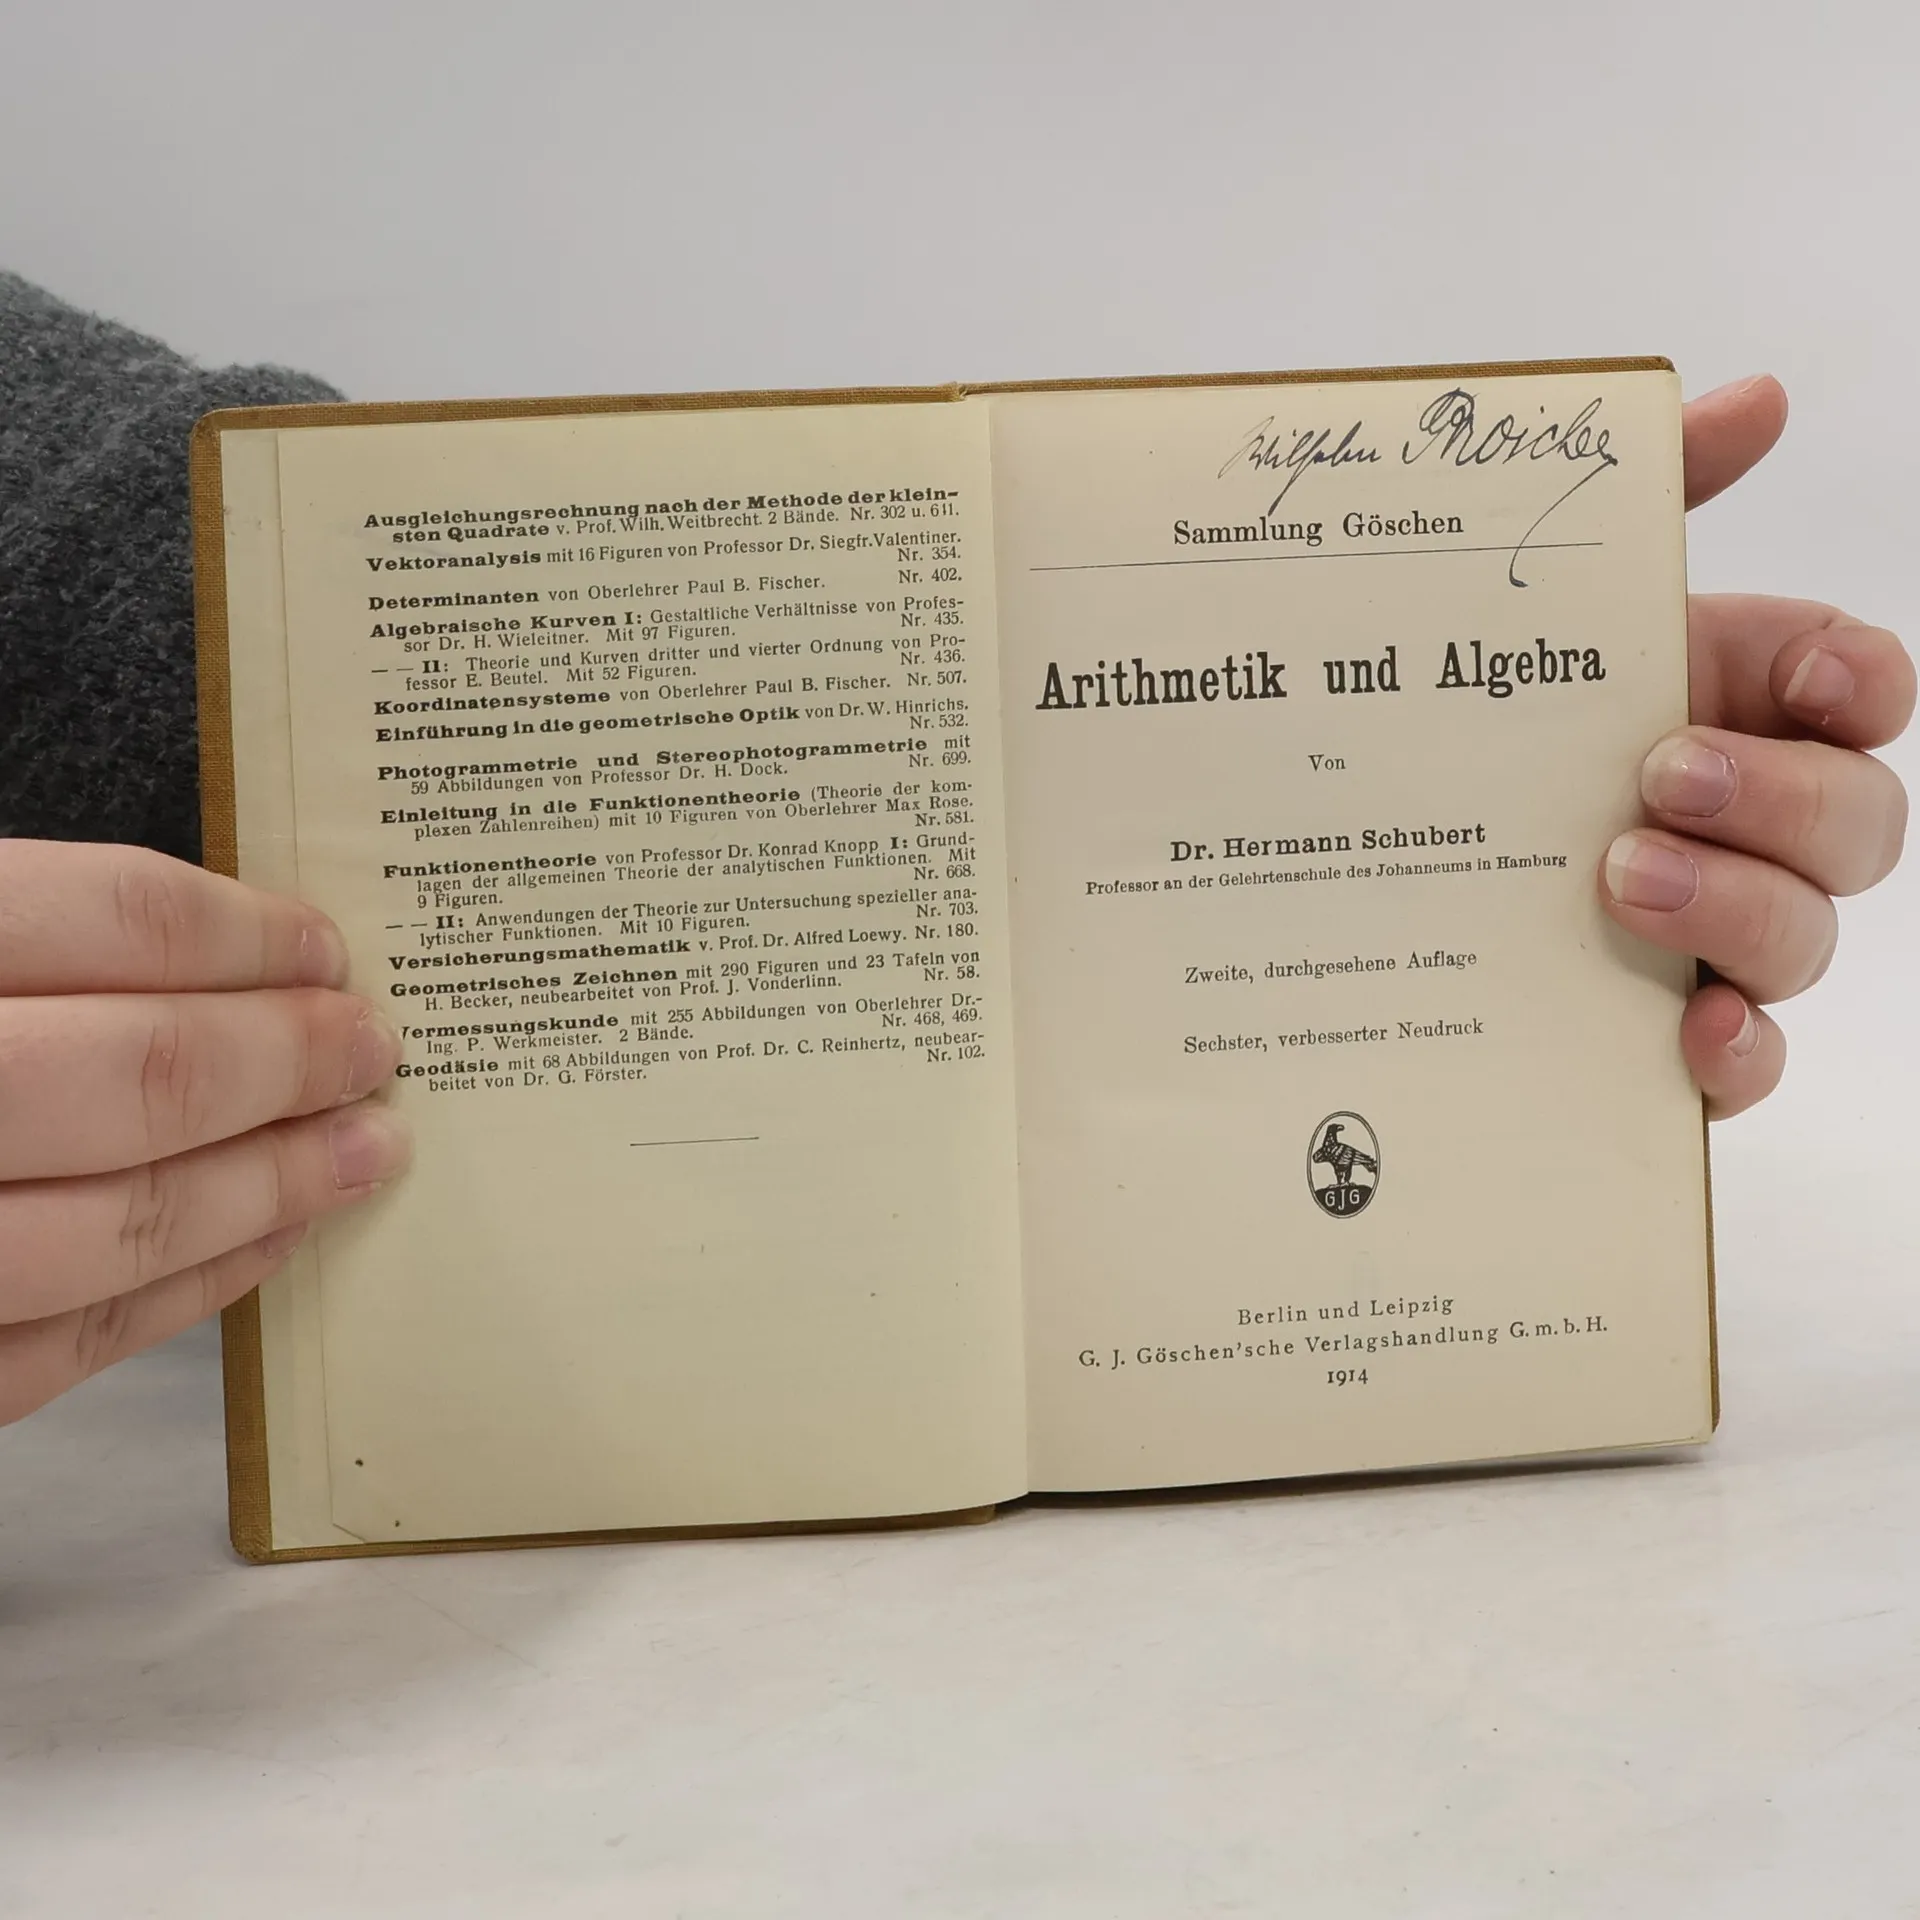 Ausgleichungsrechnung nach der Methode der klein-
sten Quadrate v. Prof. Wilh. Weitbrecht. 2 Bände. Nr. 302 u. 611.
Vektoranalysis mit 16 Figuren von Professor Dr. Siegfr. Valentiner.
Nr. 354.
Determinanten von Oberlehrer Paul B. Fischer. Nr. 402.
Algebraische Kurven I: Gestaltliche Verhältnisse von Profes-
sor Dr. H. Wieleitner. Mit 97 Figuren. Nr. 435.
— — II: Theorie und Kurven dritter und vierter Ordnung von Pro-
fessor E. Beutel. Mit 52 Figuren. Nr. 436.
Koordinatensysteme von Oberlehrer Paul B. Fischer. Nr. 507.
Einführung in die geometrische Optik von Dr. W. Hinrichs.
Nr. 532.
Photogrammetrie und Stereophotogrammetrie mit
59 Abbildungen von Professor Dr. H. Dock. Nr. 699.
Einleitung in die Funktionentheorie (Theorie der kom-
plexen Zahlenreihen) mit 10 Figuren von Oberlehrer Max Rose.
Nr. 581.
Funktionentheorie von Professor Dr. Konrad Knopp I: Grund-
lagen der allgemeinen Theorie der analytischen Funktionen. Mit
9 Figuren. Nr. 668.
— — II: Anwendungen der Theorie zur Untersuchung spezieller ana-
lytischer Funktionen. Mit 10 Figuren. Nr. 703.
Versicherungsmathematik v. Prof. Dr. Alfred Loewy. Nr. 180.
Geometrisches Zeichnen mit 290 Figuren und 23 Tafeln von
H. Becker, neubearbeitet von Prof. J. Vonderlinn. Nr. 58.
Vermessungskunde mit 255 Abbildungen von Oberlehrer Dr.-
Ing. P. Werkmeister. 2 Bände. Nr. 468, 469.
Geodäsie mit 68 Abbildungen von Prof. Dr. C. Reinhertz, neubear-
beitet von Dr. G. Förster. Nr. 102.
Wilhelm
Sammlung Göschen
Arithmetik und Algebra
Von
Dr. Hermann Schubert
Professor an der Gelehrtenschule des Johanneums in Hamburg
Zweite, durchgesehene Auflage
Sechster, verbesserter Neudruck
GJG
Berlin und Leipzig
G. J. Göschen'sche Verlagshandlung G. m. b. H.
1914